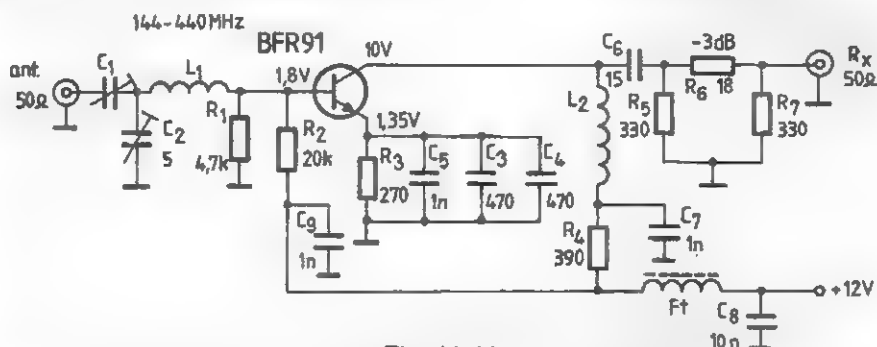 144-440MHz
BFR91
ant.
50Ω
C1
L1
1,8V
10V
C6
15
-3dB
R6
18
Rx
50Ω
C2
5
R1
4,7k
R2
20k
1,35V
R3
270
C5
1n
C3
470
C4
470
L2
R5
330
R7
330
C9
1n
R4
390
C7
1n
Ft
+12V
C8
10n